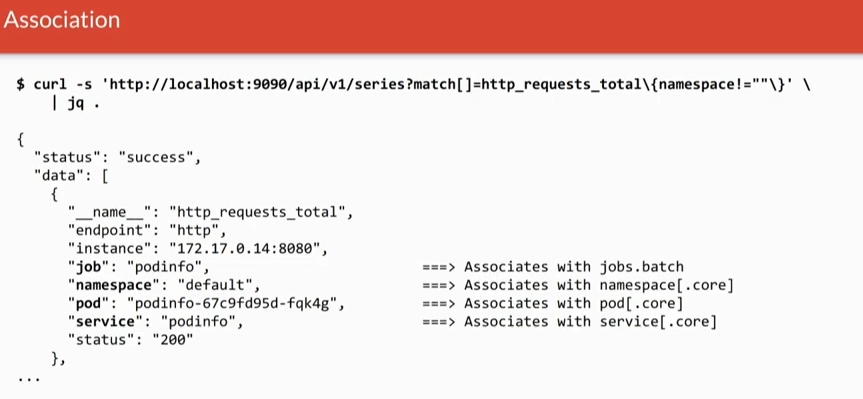 Association
$ curl -s 'http://localhost:9090/api/v1/series?match[]=http_requests_total\{namespace!=""\}' \
| jq .
{
"status": "success",
"data": [
{
"__name__": "http_requests_total",
"endpoint": "http",
"instance": "172.17.0.14:8080",
"job": "podinfo", ===> Associates with jobs.batch
"namespace": "default", ===> Associates with namespace[.core]
"pod": "podinfo-67c9fd95d-fqk4g", ===> Associates with pod[.core]
"service": "podinfo", ===> Associates with service[.core]
"status": "200"
},
...